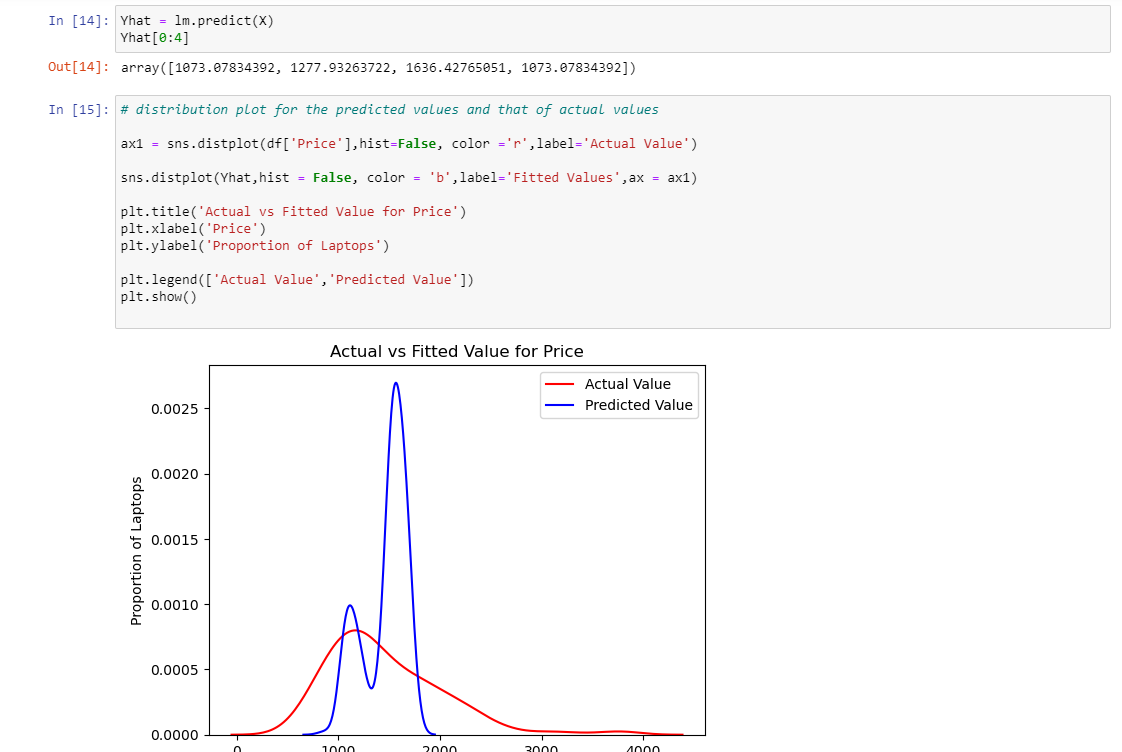 In [14]: Yhat = lm.predict(X)
Yhat[0:4]
Out[14]: array([1073.07834392, 1277.93263722, 1636.42765051, 1073.07834392])
In [15]: # distribution plot for the predicted values and that of actual values
ax1 = sns.distplot(df['Price'],hist=False, color ='r',label='Actual Value')
sns.distplot(Yhat,hist = False, color = 'b',label='Fitted Values',ax = ax1)
plt.title('Actual vs Fitted Value for Price')
plt.xlabel('Price')
plt.ylabel('Proportion of Laptops')
plt.legend(['Actual Value','Predicted Value'])
plt.show()
Actual vs Fitted Value for Price
Actual Value
Predicted Value
0.0025
0.0020
0.0015
0.0010
0.0005
0.0000
Proportion of Laptops
0 1000 2000 3000 4000